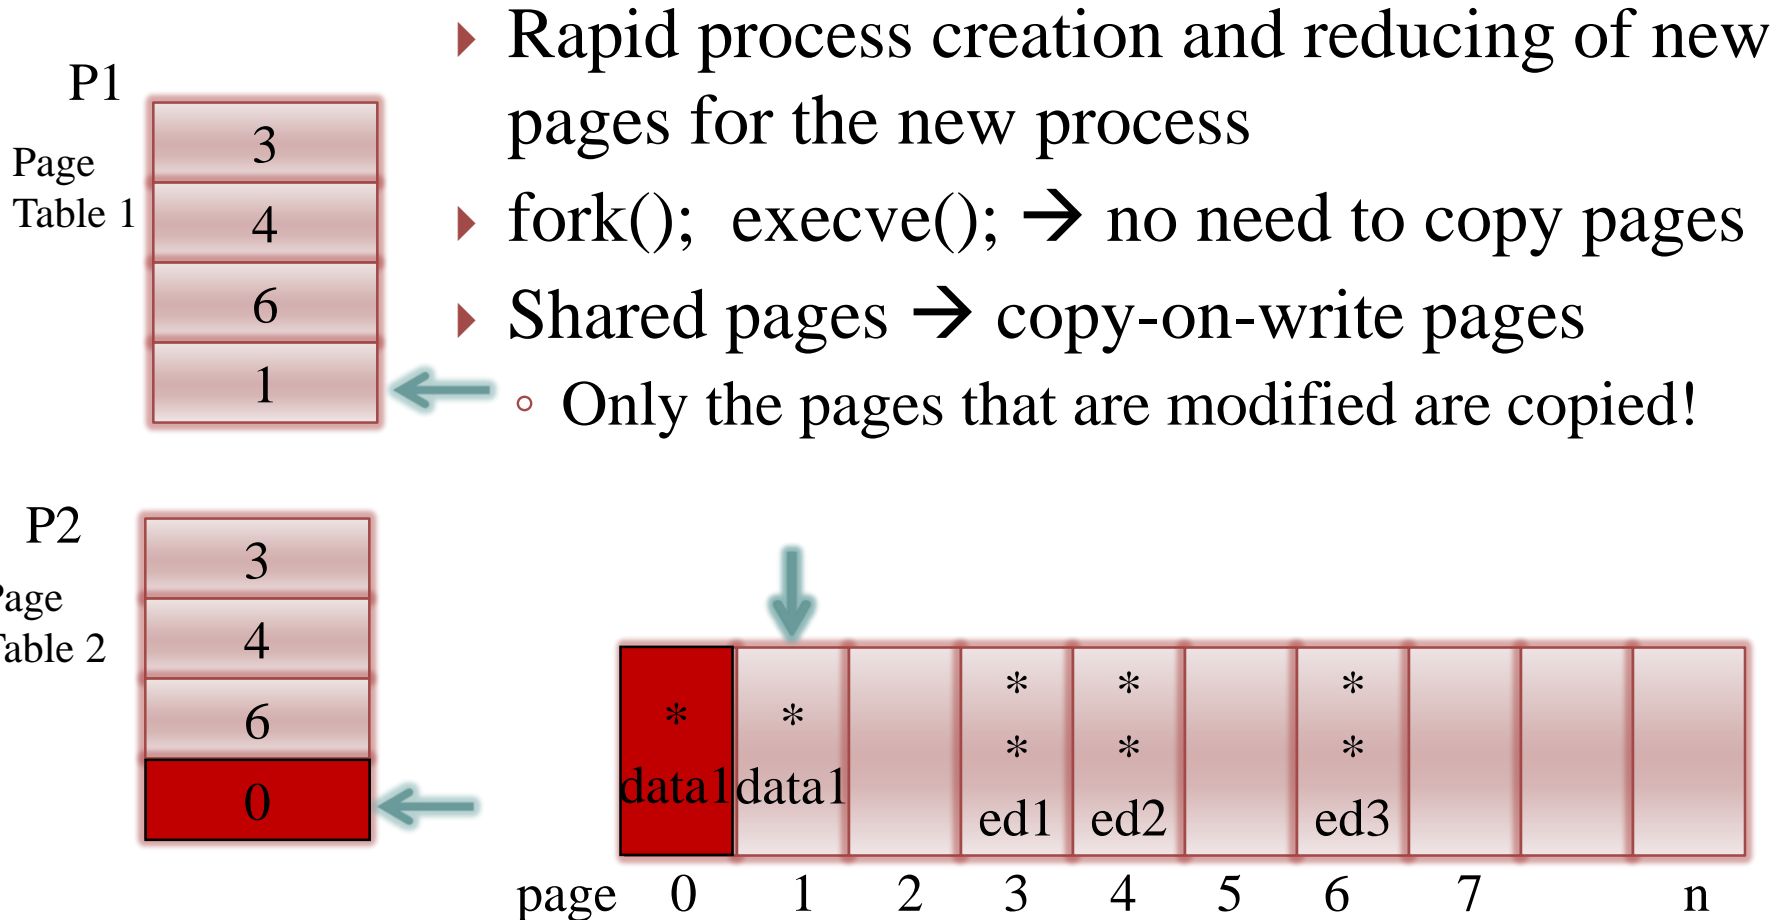 Rapid process creation and reducing of new
pages for the new process
fork(); execve(); → no need to copy pages
Shared pages → copy-on-write pages
Only the pages that are modified are copied!
P1
Page
Table 1
3
4
6
1
P2
Page
Table 2
3
4
6
0
* * * * *
* * *
data1 data1
ed1 ed2 ed3
page 0 1 2 3 4 5 6 7 n